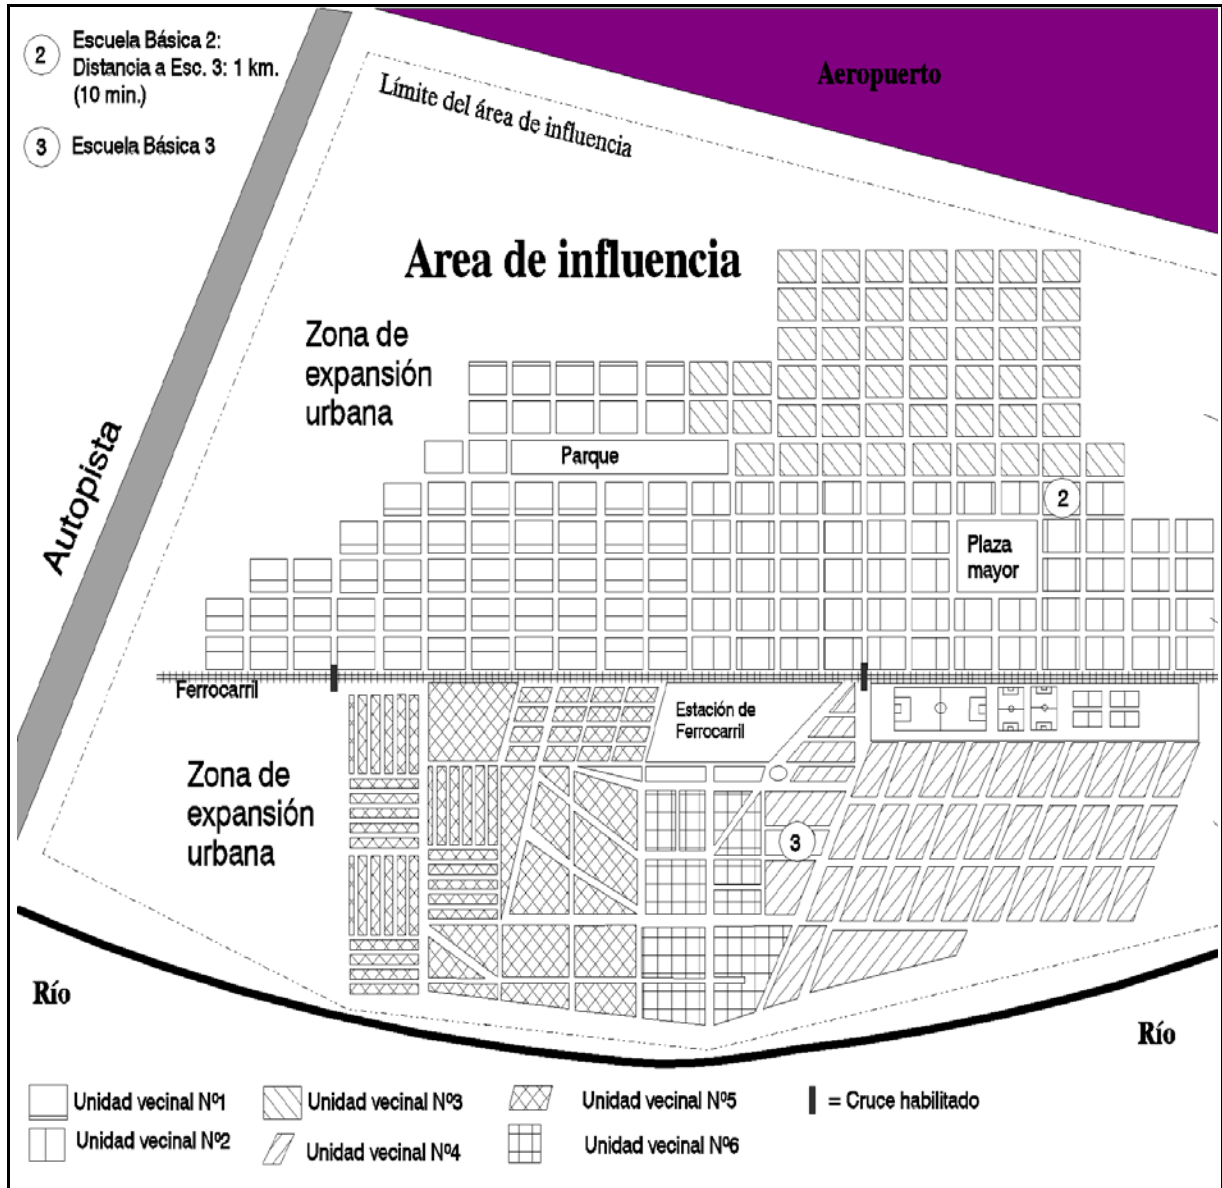 2
Escuela Básica 2:
Distancia a Esc. 3: 1 km.
(10 min.)
3
Escuela Básica 3
Aeropuerto
Límite del área de influencia
Area de influencia
Zona de
expansión
urbana
Autopista
Parque
2
Plaza
mayor
Ferrocarril
Estación de
Ferrocarril
Zona de
expansión
urbana
3
Río
Río
Unidad vecinal Nº1
Unidad vecinal Nº3
Unidad vecinal Nº5
= Cruce habilitado
Unidad vecinal Nº2
Unidad vecinal Nº4
Unidad vecinal Nº6